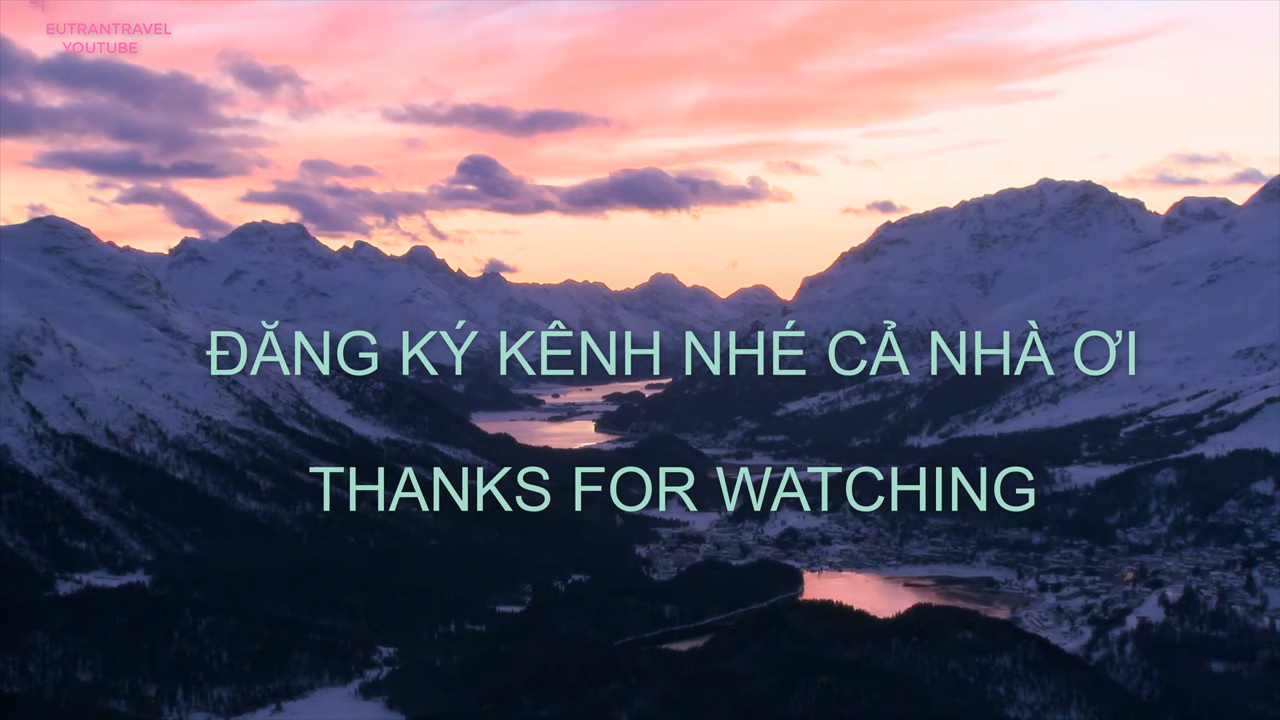 EUTRANTRAVEL
YOUTUBE
ĐĂNG KÝ KÊNH NHÉ CẢ NHÀ ƠI
THANKS FOR WATCHING